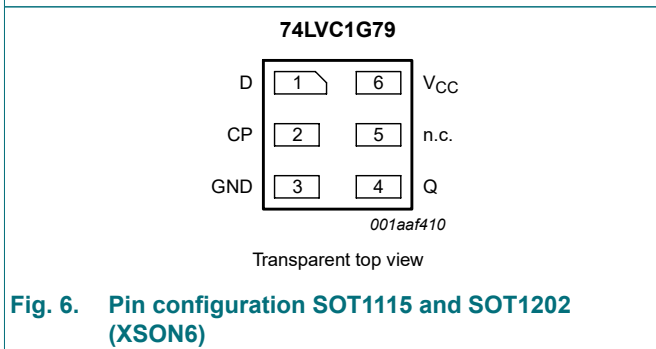 74LVC1G79
D 1 6 VCC
CP 2 5 n.c.
GND 3 4 Q
001aaf410
Transparent top view
Fig. 6. Pin configuration SOT1115 and SOT1202
(XSON6)